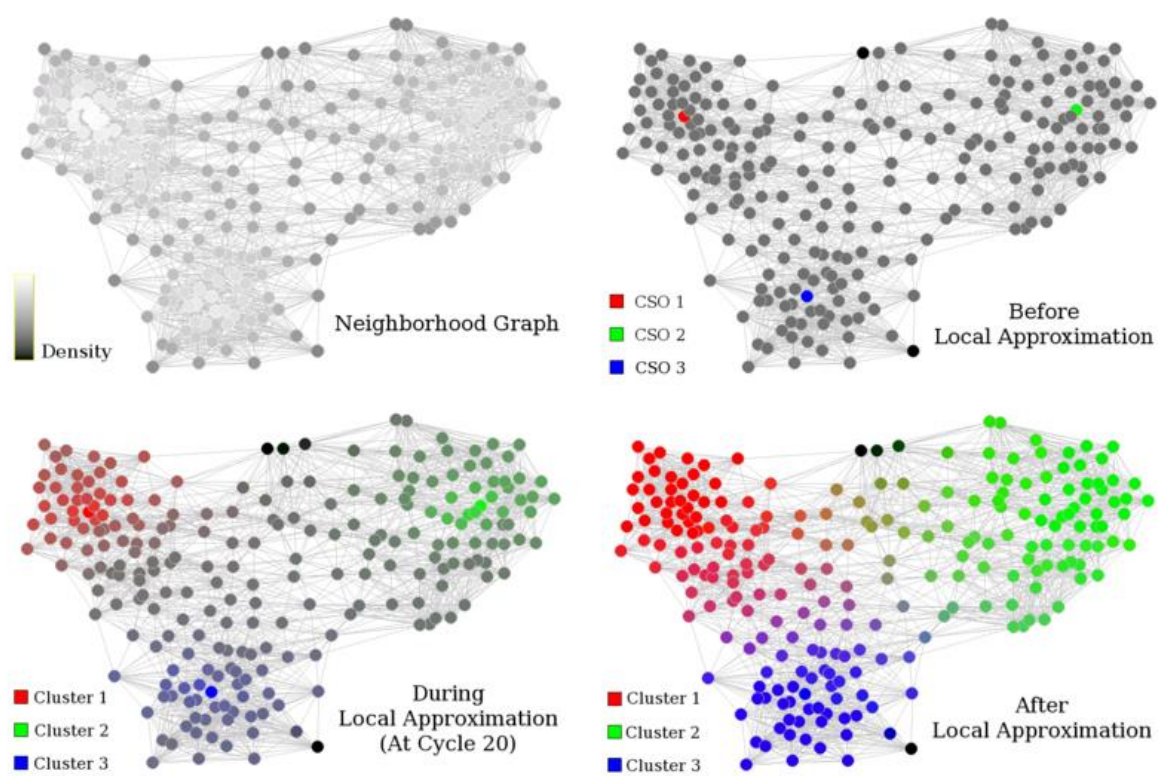 Density
Neighborhood Graph
CSO 1
CSO 2
CSO 3
Before
Local Approximation
Cluster 1
Cluster 2
Cluster 3
During
Local Approximation
(At Cycle 20)
Cluster 1
Cluster 2
Cluster 3
After
Local Approximation